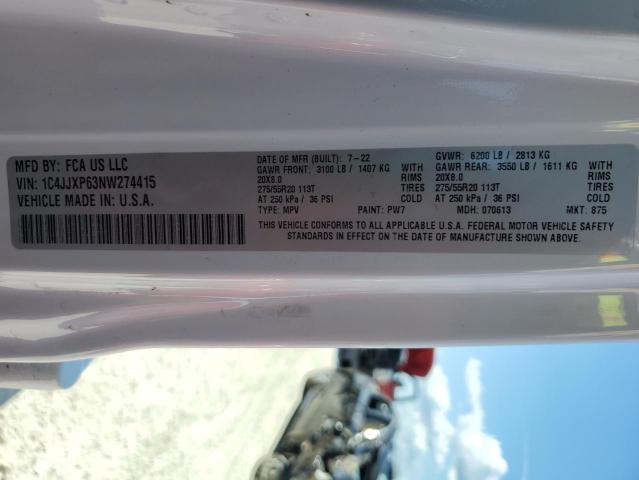 MFD BY: FCA US LLC
VIN: 1C4JJXP63NW274415
VEHICLE MADE IN: U.S.A.
DATE OF MFR (BUILT): 7-22 GVWR: 6200 LB / 2813 KG
GAWR FRONT: 3100 LB / 1407 KG GAWR REAR: 3550 LB / 1611 KG
20X8.0 RIMS 20X8.0 RIMS
275/55R20 113T TIRES 275/55R20 113T TIRES
AT 250 kPa / 36 PSI COLD AT 250 kPa / 36 PSI COLD
TYPE: MPV PAINT: PW7 MDH: 070613 MKT: 875
THIS VEHICLE CONFORMS TO ALL APPLICABLE U.S.A. FEDERAL MOTOR VEHICLE SAFETY
STANDARDS IN EFFECT ON THE DATE OF MANUFACTURE SHOWN ABOVE.